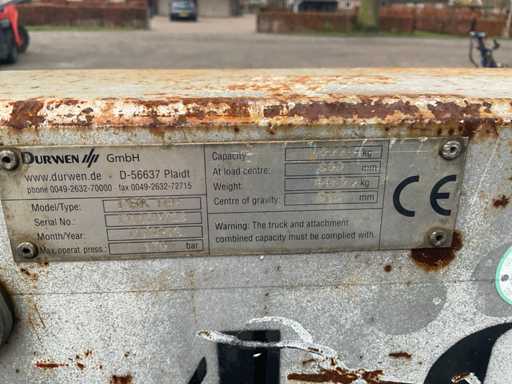 DURWEN GmbH
www.durwen.de - D-56637 Plaidt
phone 0049-2632-70000 fax 0049-2632-72715
Model/Type:
Serial No.:
Month/Year:
Max. operat. press.: bar
Capacity: kg
At load centre: mm
Weight: kg
Centre of gravity: mm
Warning: The truck and attachment
combined capacity must be complied with.
CE